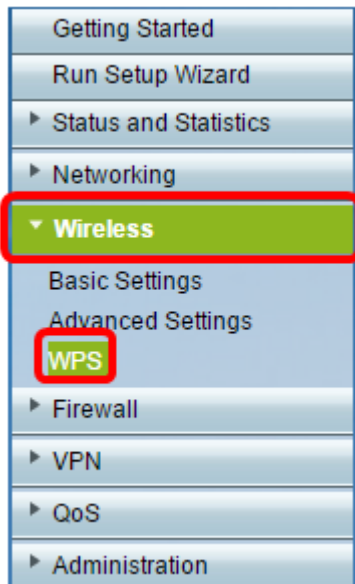 Getting Started
Run Setup Wizard
Status and Statistics
Networking
Wireless
Basic Settings
Advanced Settings
WPS
Firewall
VPN
QoS
Administration